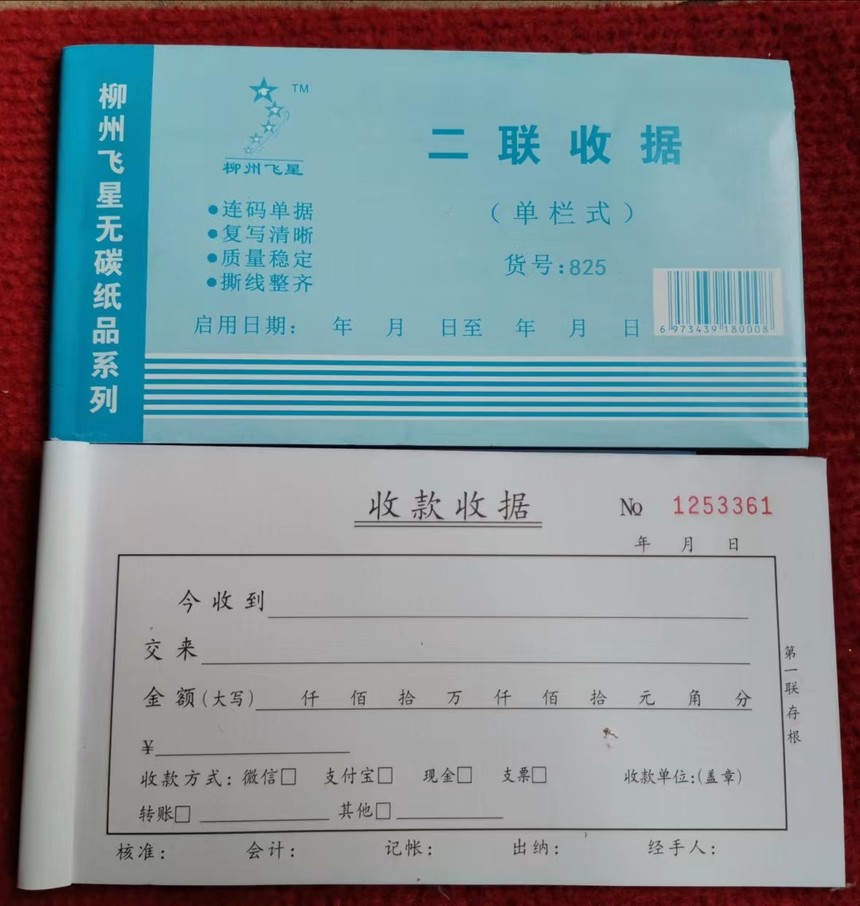 柳州飞星无碳纸品系列
TM
柳州飞星
二联收据
(单栏式)
货号:825
•连码单据
•复写清晰
•质量稳定
•撕线整齐
启用日期: 年 月 日至 年 月 日
6 973439 180008
收款收据 № 1253361
年 月 日
今收到
交来
金额(大写) 仟 佰 拾 万 仟 佰 拾 元 角 分
¥
收款方式:微信□ 支付宝□ 现金□ 支票□ 收款单位:(盖章)
转账□ 其他□
第一联存根
核准: 会计: 记帐: 出纳: 经手人: